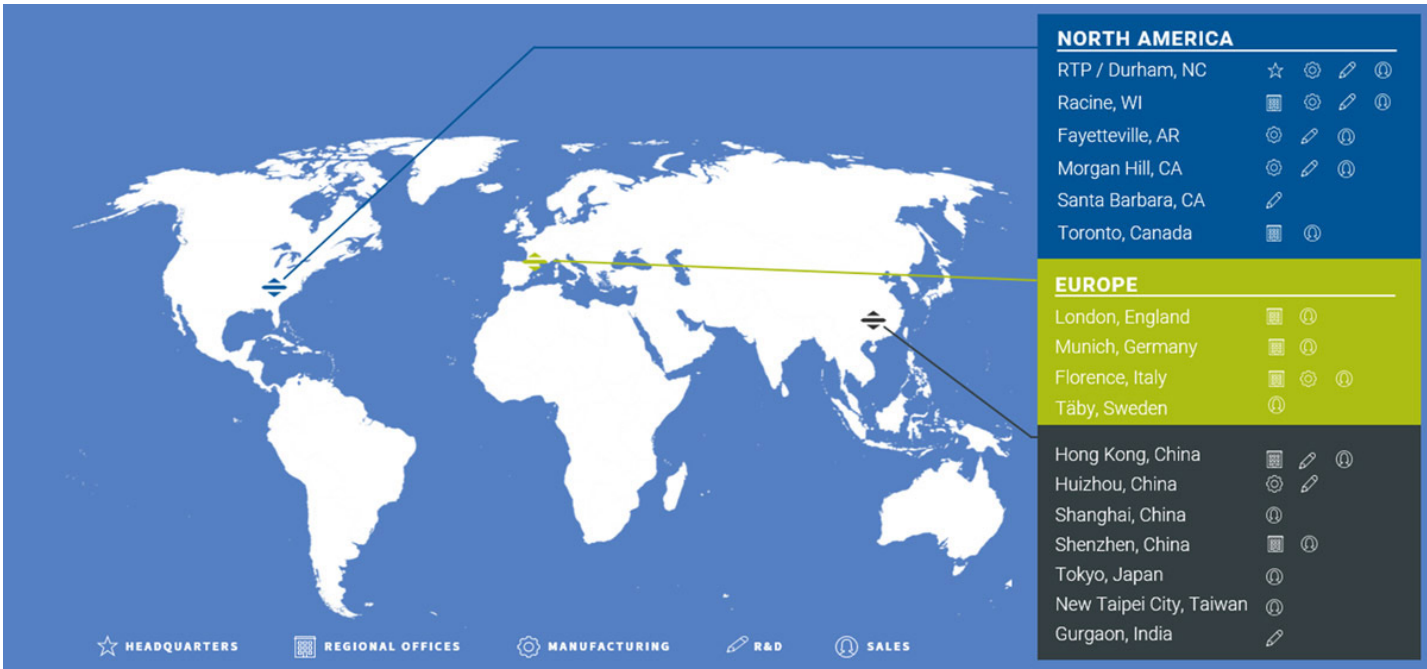 NORTH AMERICA
RTP / Durham, NC
Racine, WI
Fayetteville, AR
Morgan Hill, CA
Santa Barbara, CA
Toronto, Canada
EUROPE
London, England
Munich, Germany
Florence, Italy
Täby, Sweden
Hong Kong, China
Huizhou, China
Shanghai, China
Shenzhen, China
Tokyo, Japan
New Taipei City, Taiwan
Gurgaon, India
HEADQUARTERS REGIONAL OFFICES MANUFACTURING R&D SALES